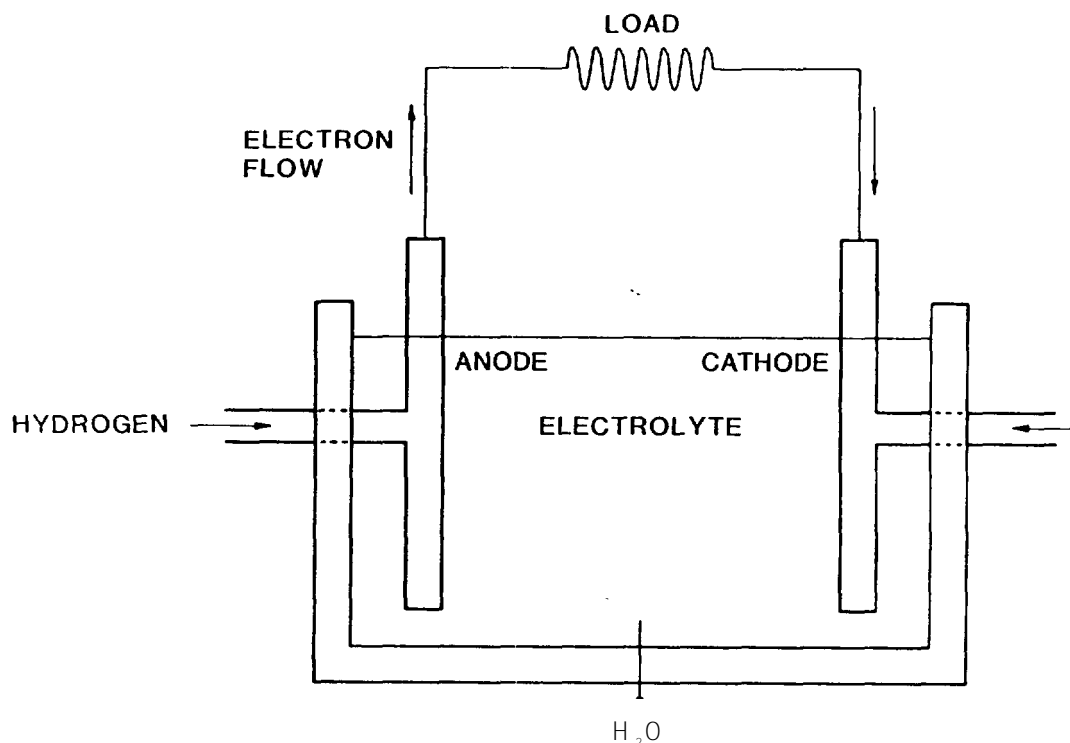 LOAD
ELECTRON
FLOW
ANODE
CATHODE
HYDROGEN
ELECTROLYTE
H₂O